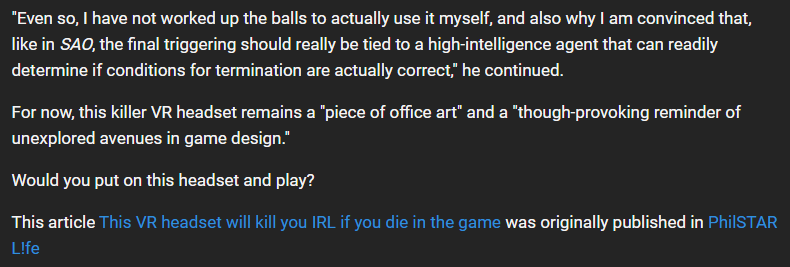 "Even so, I have not worked up the balls to actually use it myself, and also why I am convinced that,
like in SAO, the final triggering should really be tied to a high-intelligence agent that can readily
determine if conditions for termination are actually correct," he continued.
For now, this killer VR headset remains a "piece of office art" and a "though-provoking reminder of
unexplored avenues in game design."
Would you put on this headset and play?
This article This VR headset will kill you IRL if you die in the game was originally published in PhilSTAR
L!fe